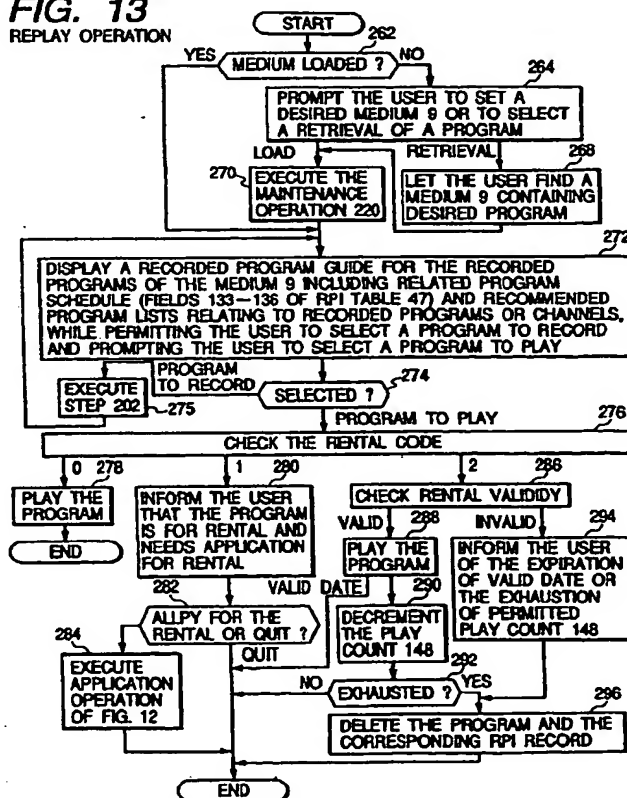 FIG. 13
REPLAY OPERATION
START
262
YES
MEDIUM LOADED ?
NO
264
PROMPT THE USER TO SET A
DESIRED MEDIUM 9 OR TO SELECT
A RETRIEVAL OF A PROGRAM
LOAD
RETRIEVAL
268
270
EXECUTE THE
MAINTENANCE
OPERATION 220
LET THE USER FIND A
MEDIUM 9 CONTAINING
DESIRED PROGRAM
272
DISPLAY A RECORDED PROGRAM GUIDE FOR THE RECORDED
PROGRAMS OF THE MEDIUM 9 INCLUDING RELATED PROGRAM
SCHEDULE (FIELDS 133-136 OF RPI TABLE 47) AND RECOMMENDED
PROGRAM LISTS RELATING TO RECORDED PROGRAMS OR CHANNELS,
WHILE PERMITTING THE USER TO SELECT A PROGRAM TO RECORD
AND PROMPTING THE USER TO SELECT A PROGRAM TO PLAY
PROGRAM
TO RECORD
274
SELECTED ?
EXECUTE
STEP 202
275
PROGRAM TO PLAY
276
CHECK THE RENTAL CODE
0
278
1
280
2
286
PLAY THE
PROGRAM
END
INFORM THE USER
THAT THE PROGRAM
IS FOR RENTAL AND
NEEDS APPLICATION
FOR RENTAL
CHECK RENTAL VALIDIDY
VALID
288
INVALID
294
PLAY THE
PROGRAM
INFORM THE USER
OF THE EXPIRATION
OF VALID DATE OR
THE EXHAUSTION
OF PERMITTED
PLAY COUNT 148
VALID DATE
290
DECREMENT
THE PLAY
COUNT 148
282
ALLPY FOR THE
RENTAL OR QUIT ?
284
QUIT
EXECUTE
APPLICATION
OPERATION
OF FIG. 12
292
NO
EXHAUSTED ?
YES
296
DELETE THE PROGRAM AND THE
CORRESPONDING RPI RECORD
END